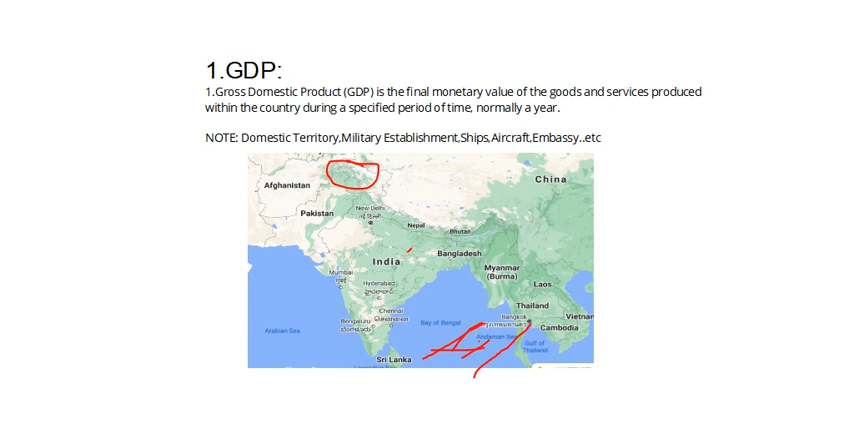 1.GDP:
1.Gross Domestic Product (GDP) is the final monetary value of the goods and services produced
within the country during a specified period of time, normally a year.
NOTE: Domestic Territory,Military Establishment,Ships,Aircraft,Embassy..etc
China
Afghanistan
Pakistan
New Delhi
Nepal
Bhutan
India
Bangladesh
Myanmar
(Burma)
Mumbai
Hyderabad
Laos
Thailand
Chennai
Bengaluru
Bangkok
Vietnam
Cambodia
Arabian Sea
Bay of Bengal
Andaman Sea
Gulf of
Thailand
Sri Lanka